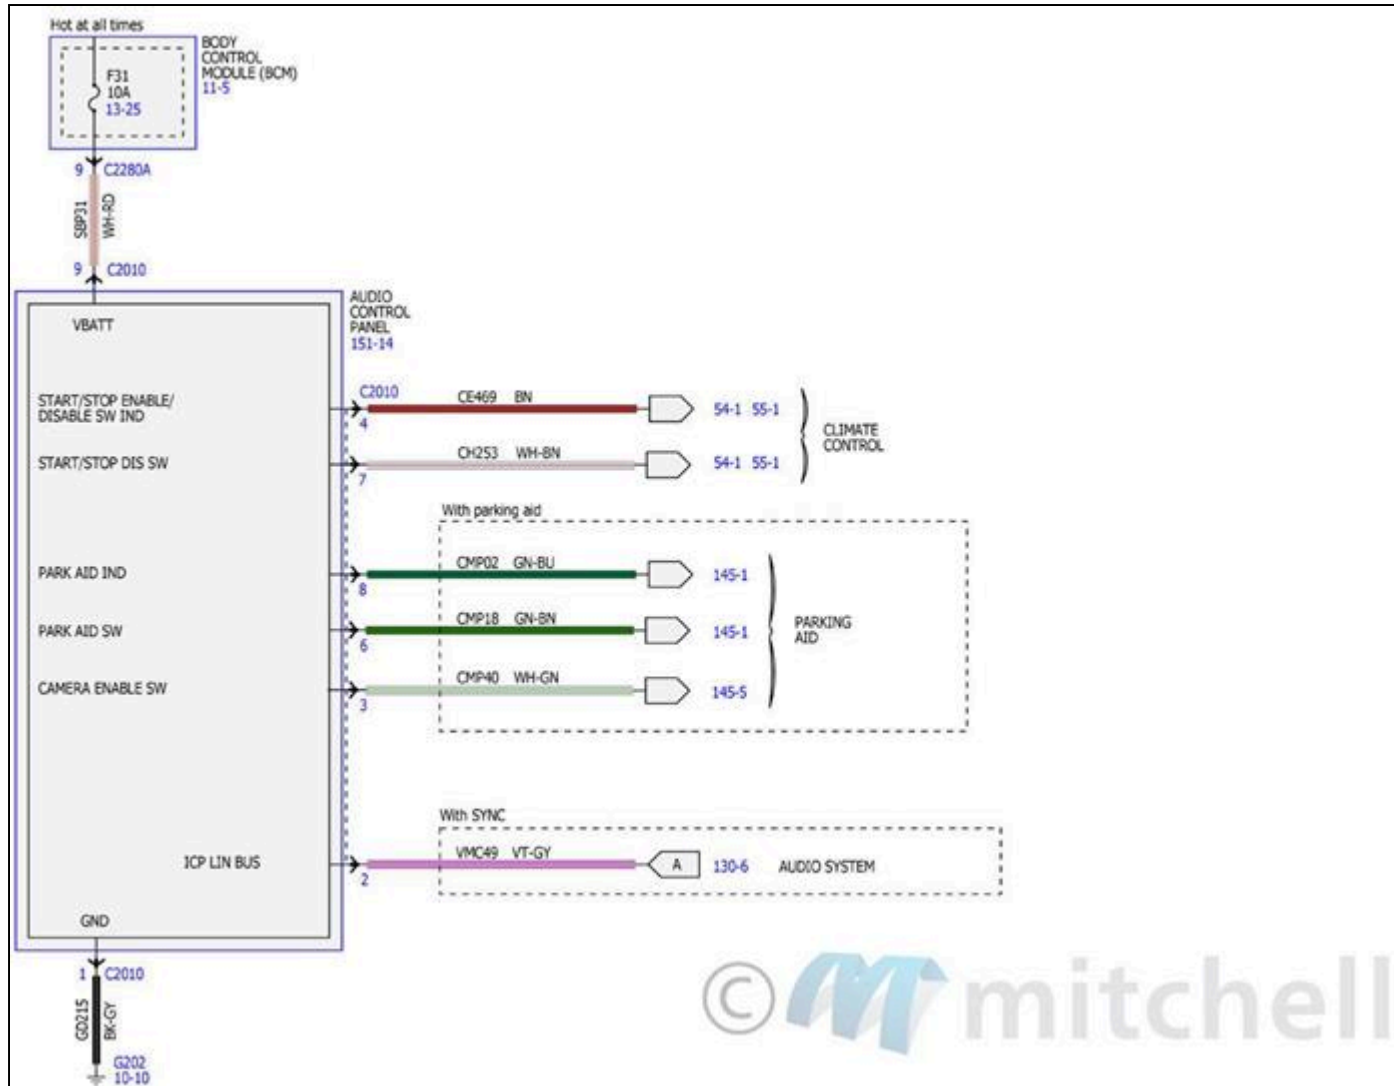 Hot at all times
BODY
CONTROL
MODULE (BCM)
11-5
F31
10A
13-25
9 C2280A
SBP31
WH-RD
9 C2010
AUDIO
CONTROL
PANEL
151-14
VBATT
START/STOP ENABLE/
DISABLE SW IND
C2010
4
CE469 BN
54-1 55-1
START/STOP DIS SW
7
CH253 WH-BN
54-1 55-1
CLIMATE
CONTROL
With parking aid
PARK AID IND
8
CMP02 GN-BU
145-1
PARK AID SW
6
CMP18 GN-BN
145-1
CAMERA ENABLE SW
3
CMP40 WH-GN
145-5
PARKING
AID
With SYNC
ICP LIN BUS
2
VMC49 VT-GY
A
130-6 AUDIO SYSTEM
GND
1 C2010
GD215
BK-GY
G202
10-10
© mitchell